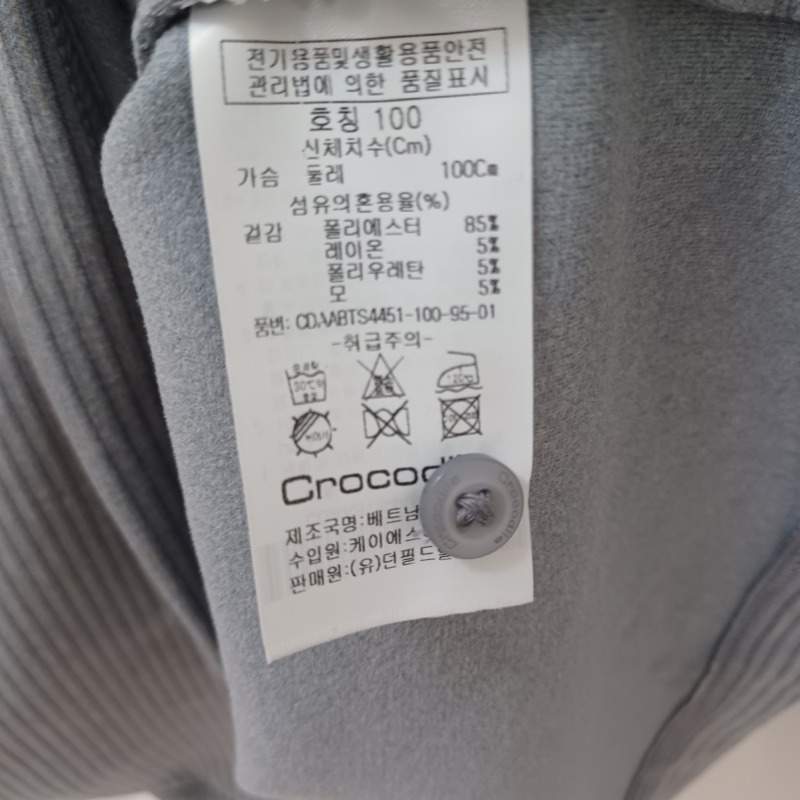 전기용품및생활용품안전
관리법에 의한 품질표시
호칭 100
신체치수(Cm)
가슴 둘레 100Cm
섬유의혼용율(%)
겉감 폴리에스터 85%
레이온 5%
폴리우레탄 5%
모 5%
품번: CDAABTS4451-100-95-01
-취급주의-
30℃
120℃
Crocod
제조국명:베트남
수입원:케이에스
판매원:(유)던필드
Crocodile